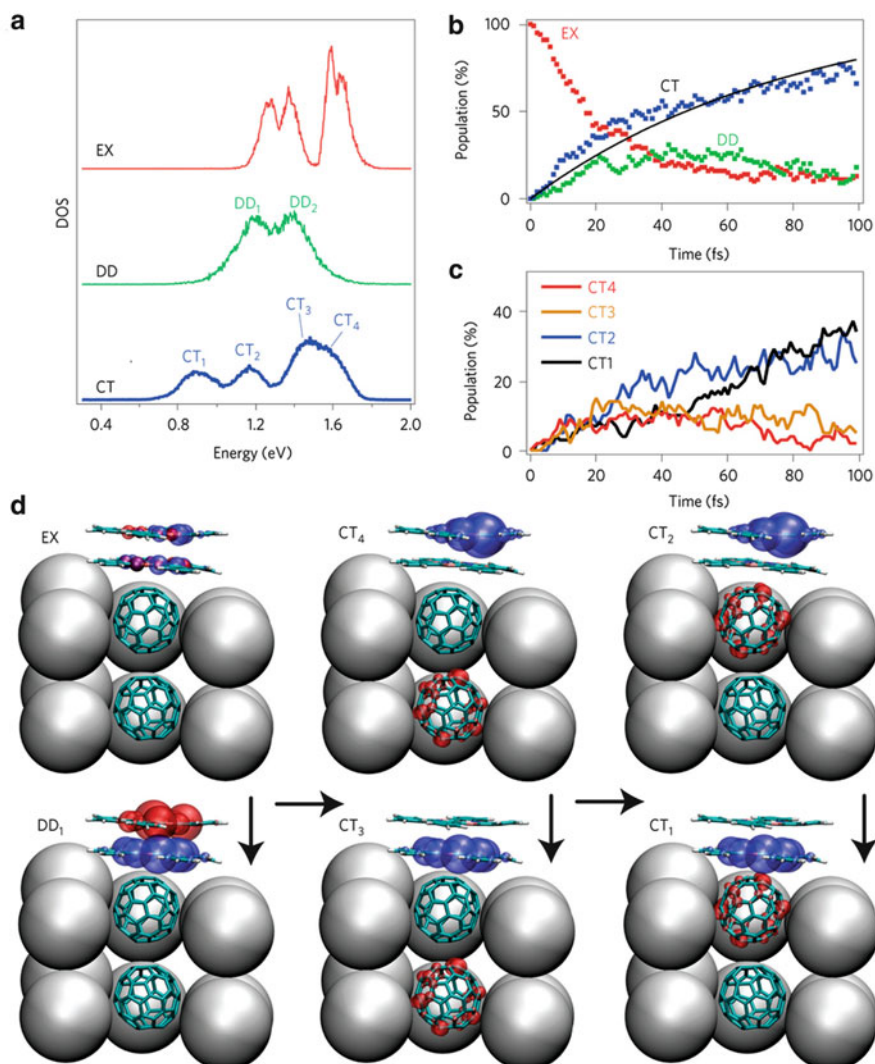 a
DOS
EX
DD₁
DD₂
DD
CT₁
CT₂
CT₃
CT₄
CT
0.4 0.8 1.2 1.6 2.0
Energy (eV)
b
Population (%)
100
50
0
EX
CT
DD
0 20 40 60 80 100
Time (fs)
c
Population (%)
40
20
0
CT4
CT3
CT2
CT1
0 20 40 60 80 100
Time (fs)
d
EX
CT₄
CT₂
DD₁
CT₃
CT₁